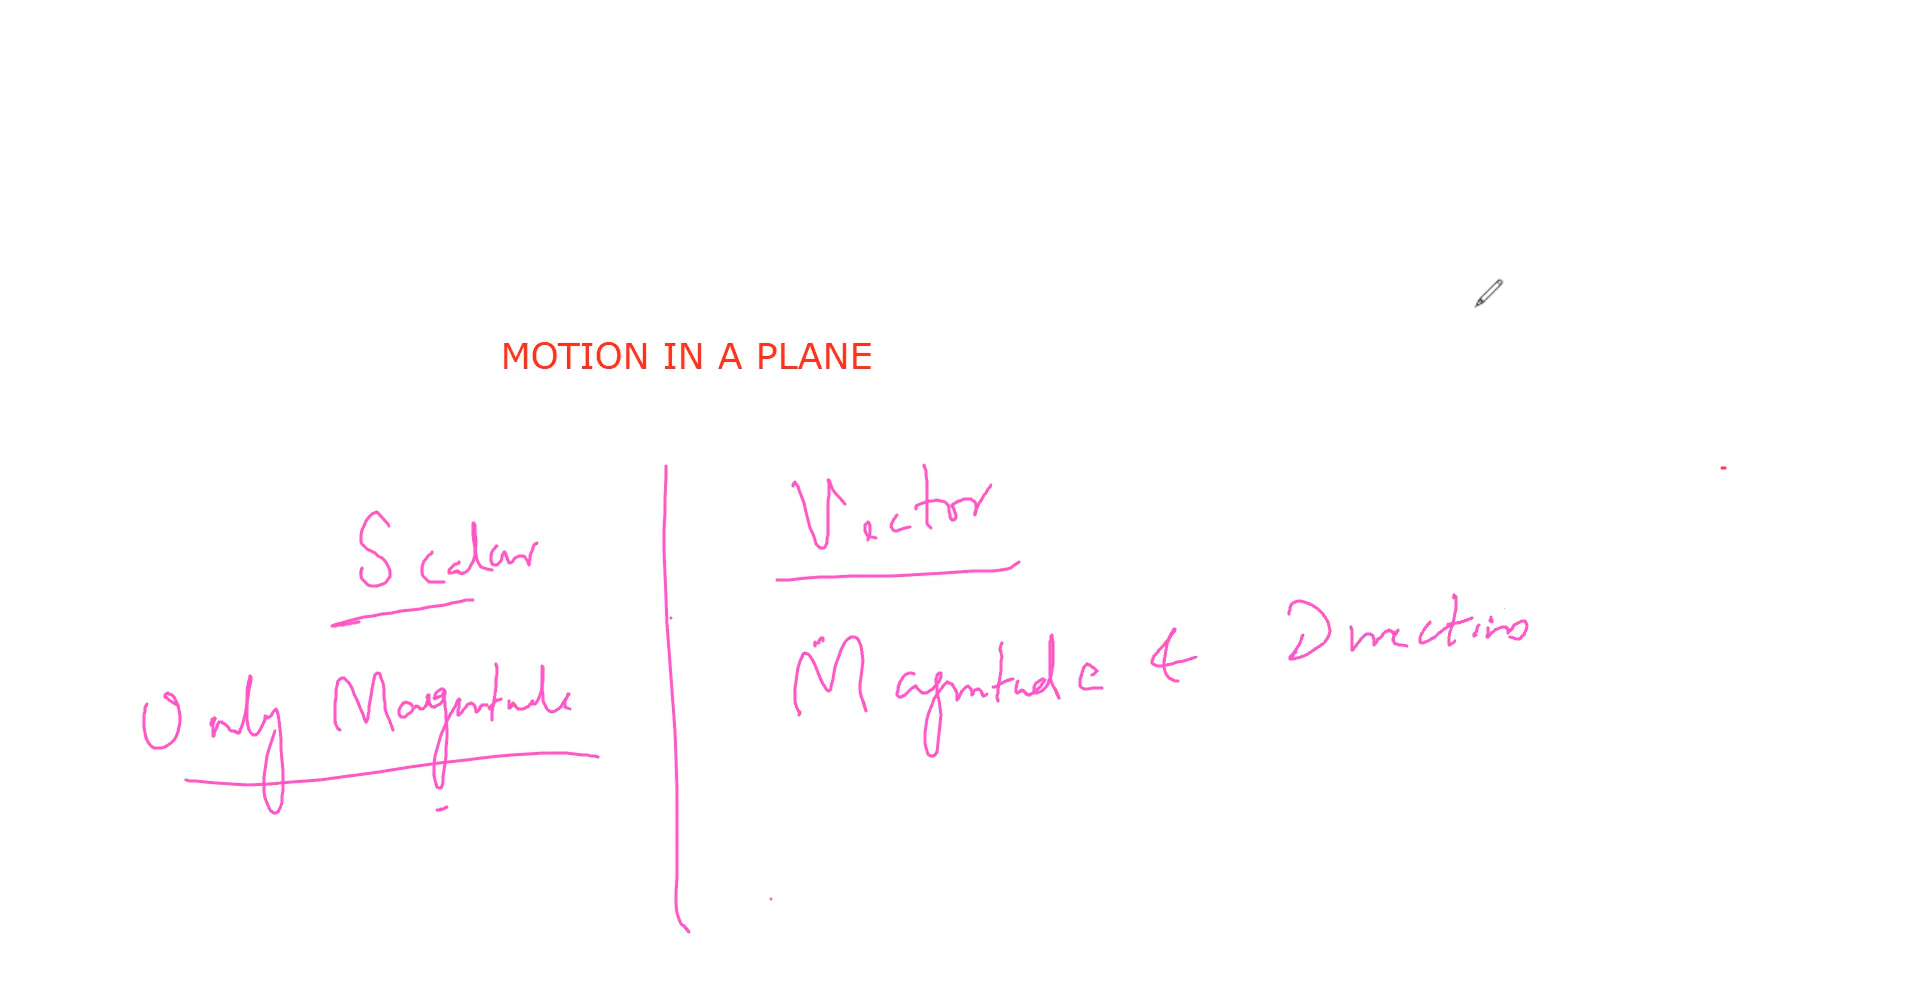 MOTION IN A PLANE
Scalar
Vector
Only Magnitude
Magnitude & Direction